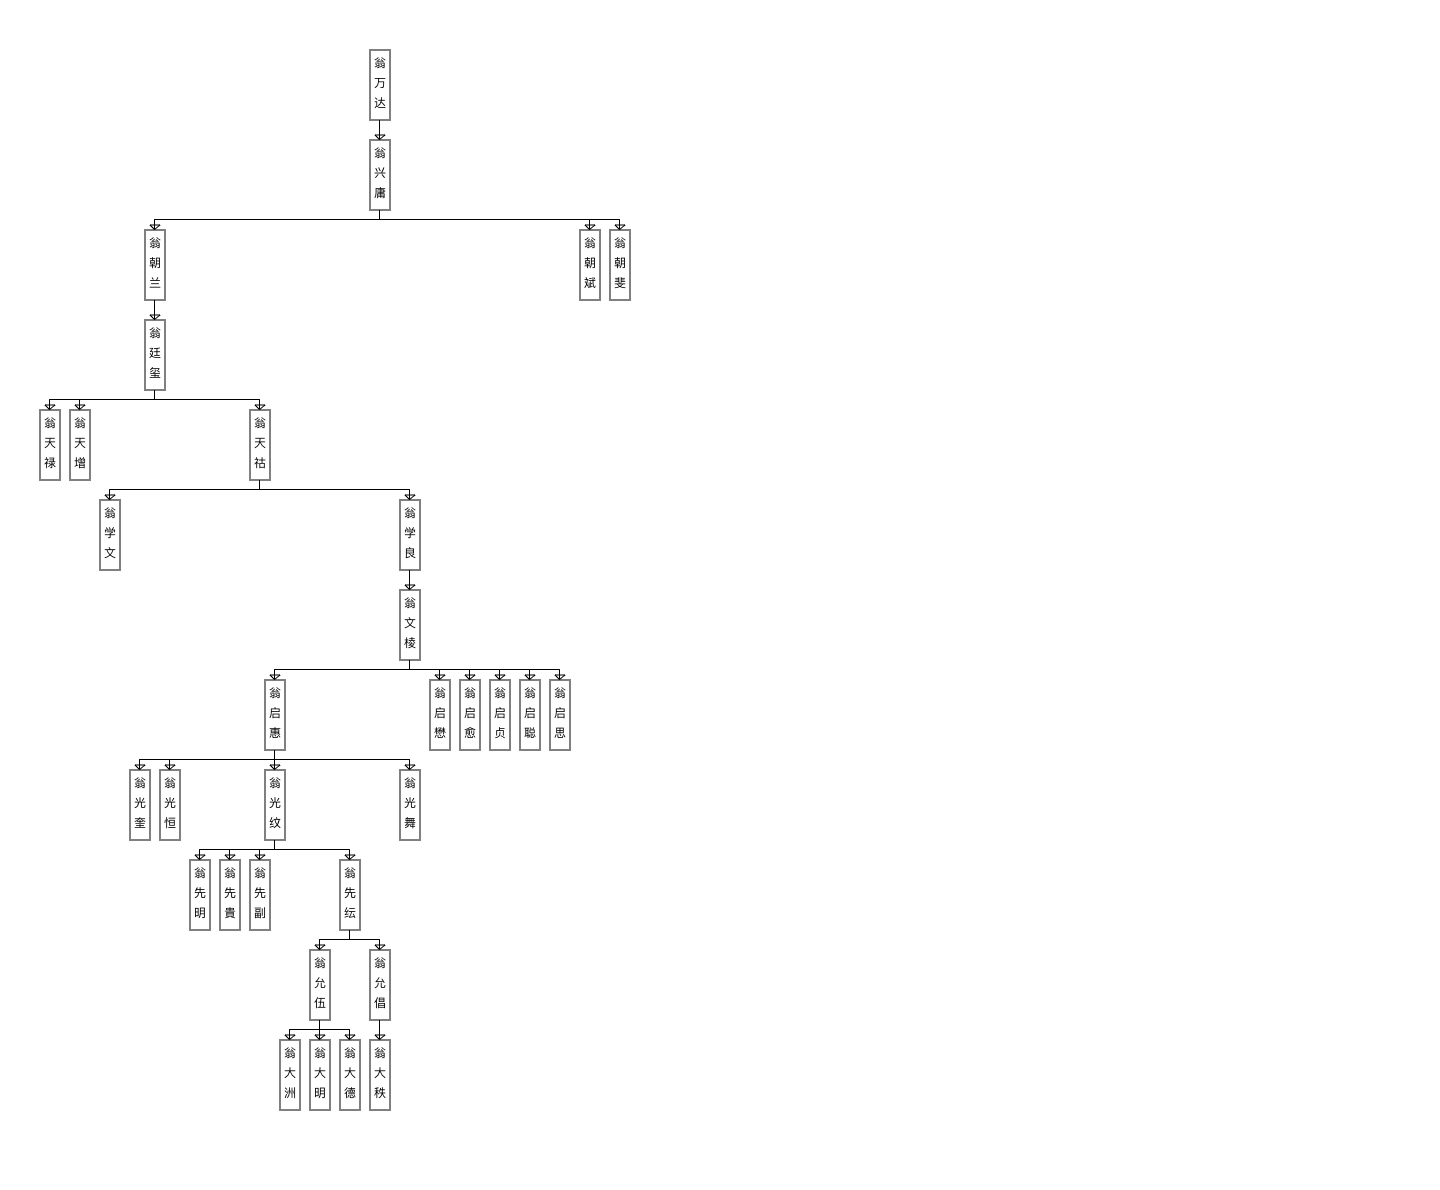 翁万达
翁兴庸
翁朝兰
翁朝斌
翁朝斐
翁廷玺
翁天禄
翁天增
翁天祜
翁学文
翁学良
翁文棱
翁启惠
翁启懋
翁启愈
翁启贞
翁启聪
翁启思
翁光奎
翁光恒
翁光纹
翁光舞
翁先明
翁先貴
翁先副
翁先纭
翁允伍
翁允倡
翁大洲
翁大明
翁大德
翁大秩